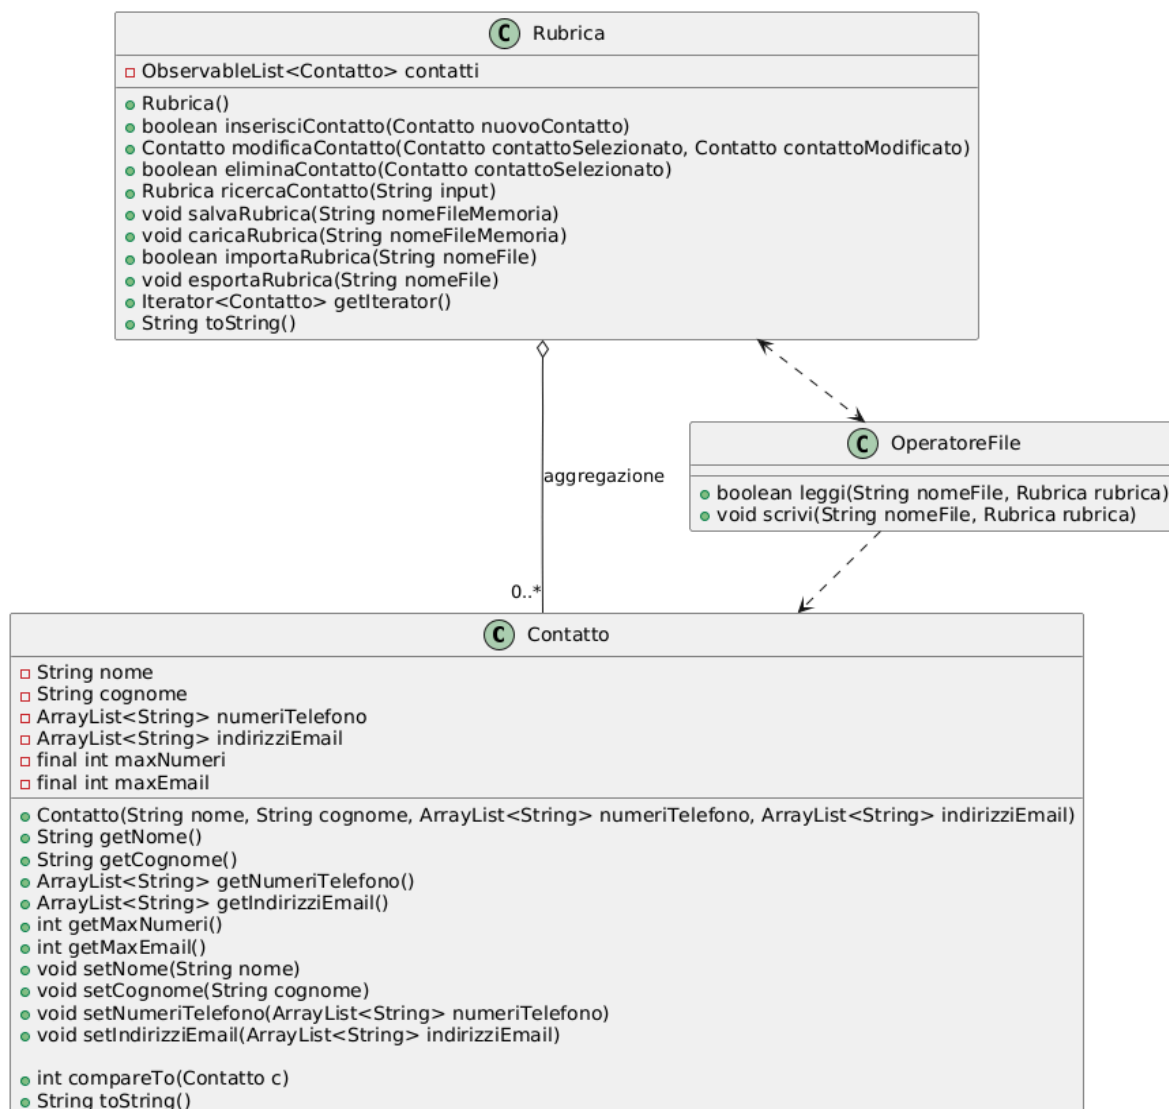 C Rubrica
ObservableList<Contatto> contatti
Rubrica()
boolean inserisciContatto(Contatto nuovoContatto)
Contatto modificaContatto(Contatto contattoSelezionato, Contatto contattoModificato)
boolean eliminaContatto(Contatto contattoSelezionato)
Rubrica ricercaContatto(String input)
void salvaRubrica(String nomeFileMemoria)
void caricaRubrica(String nomeFileMemoria)
boolean importaRubrica(String nomeFile)
void esportaRubrica(String nomeFile)
Iterator<Contatto> getIterator()
String toString()
C OperatoreFile
boolean leggi(String nomeFile, Rubrica rubrica)
void scrivi(String nomeFile, Rubrica rubrica)
aggregazione
0..*
C Contatto
String nome
String cognome
ArrayList<String> numeriTelefono
ArrayList<String> indirizziEmail
final int maxNumeri
final int maxEmail
Contatto(String nome, String cognome, ArrayList<String> numeriTelefono, ArrayList<String> indirizziEmail)
String getNome()
String getCognome()
ArrayList<String> getNumeriTelefono()
ArrayList<String> getIndirizziEmail()
int getMaxNumeri()
int getMaxEmail()
void setNome(String nome)
void setCognome(String cognome)
void setNumeriTelefono(ArrayList<String> numeriTelefono)
void setIndirizziEmail(ArrayList<String> indirizziEmail)
int compareTo(Contatto c)
String toString()